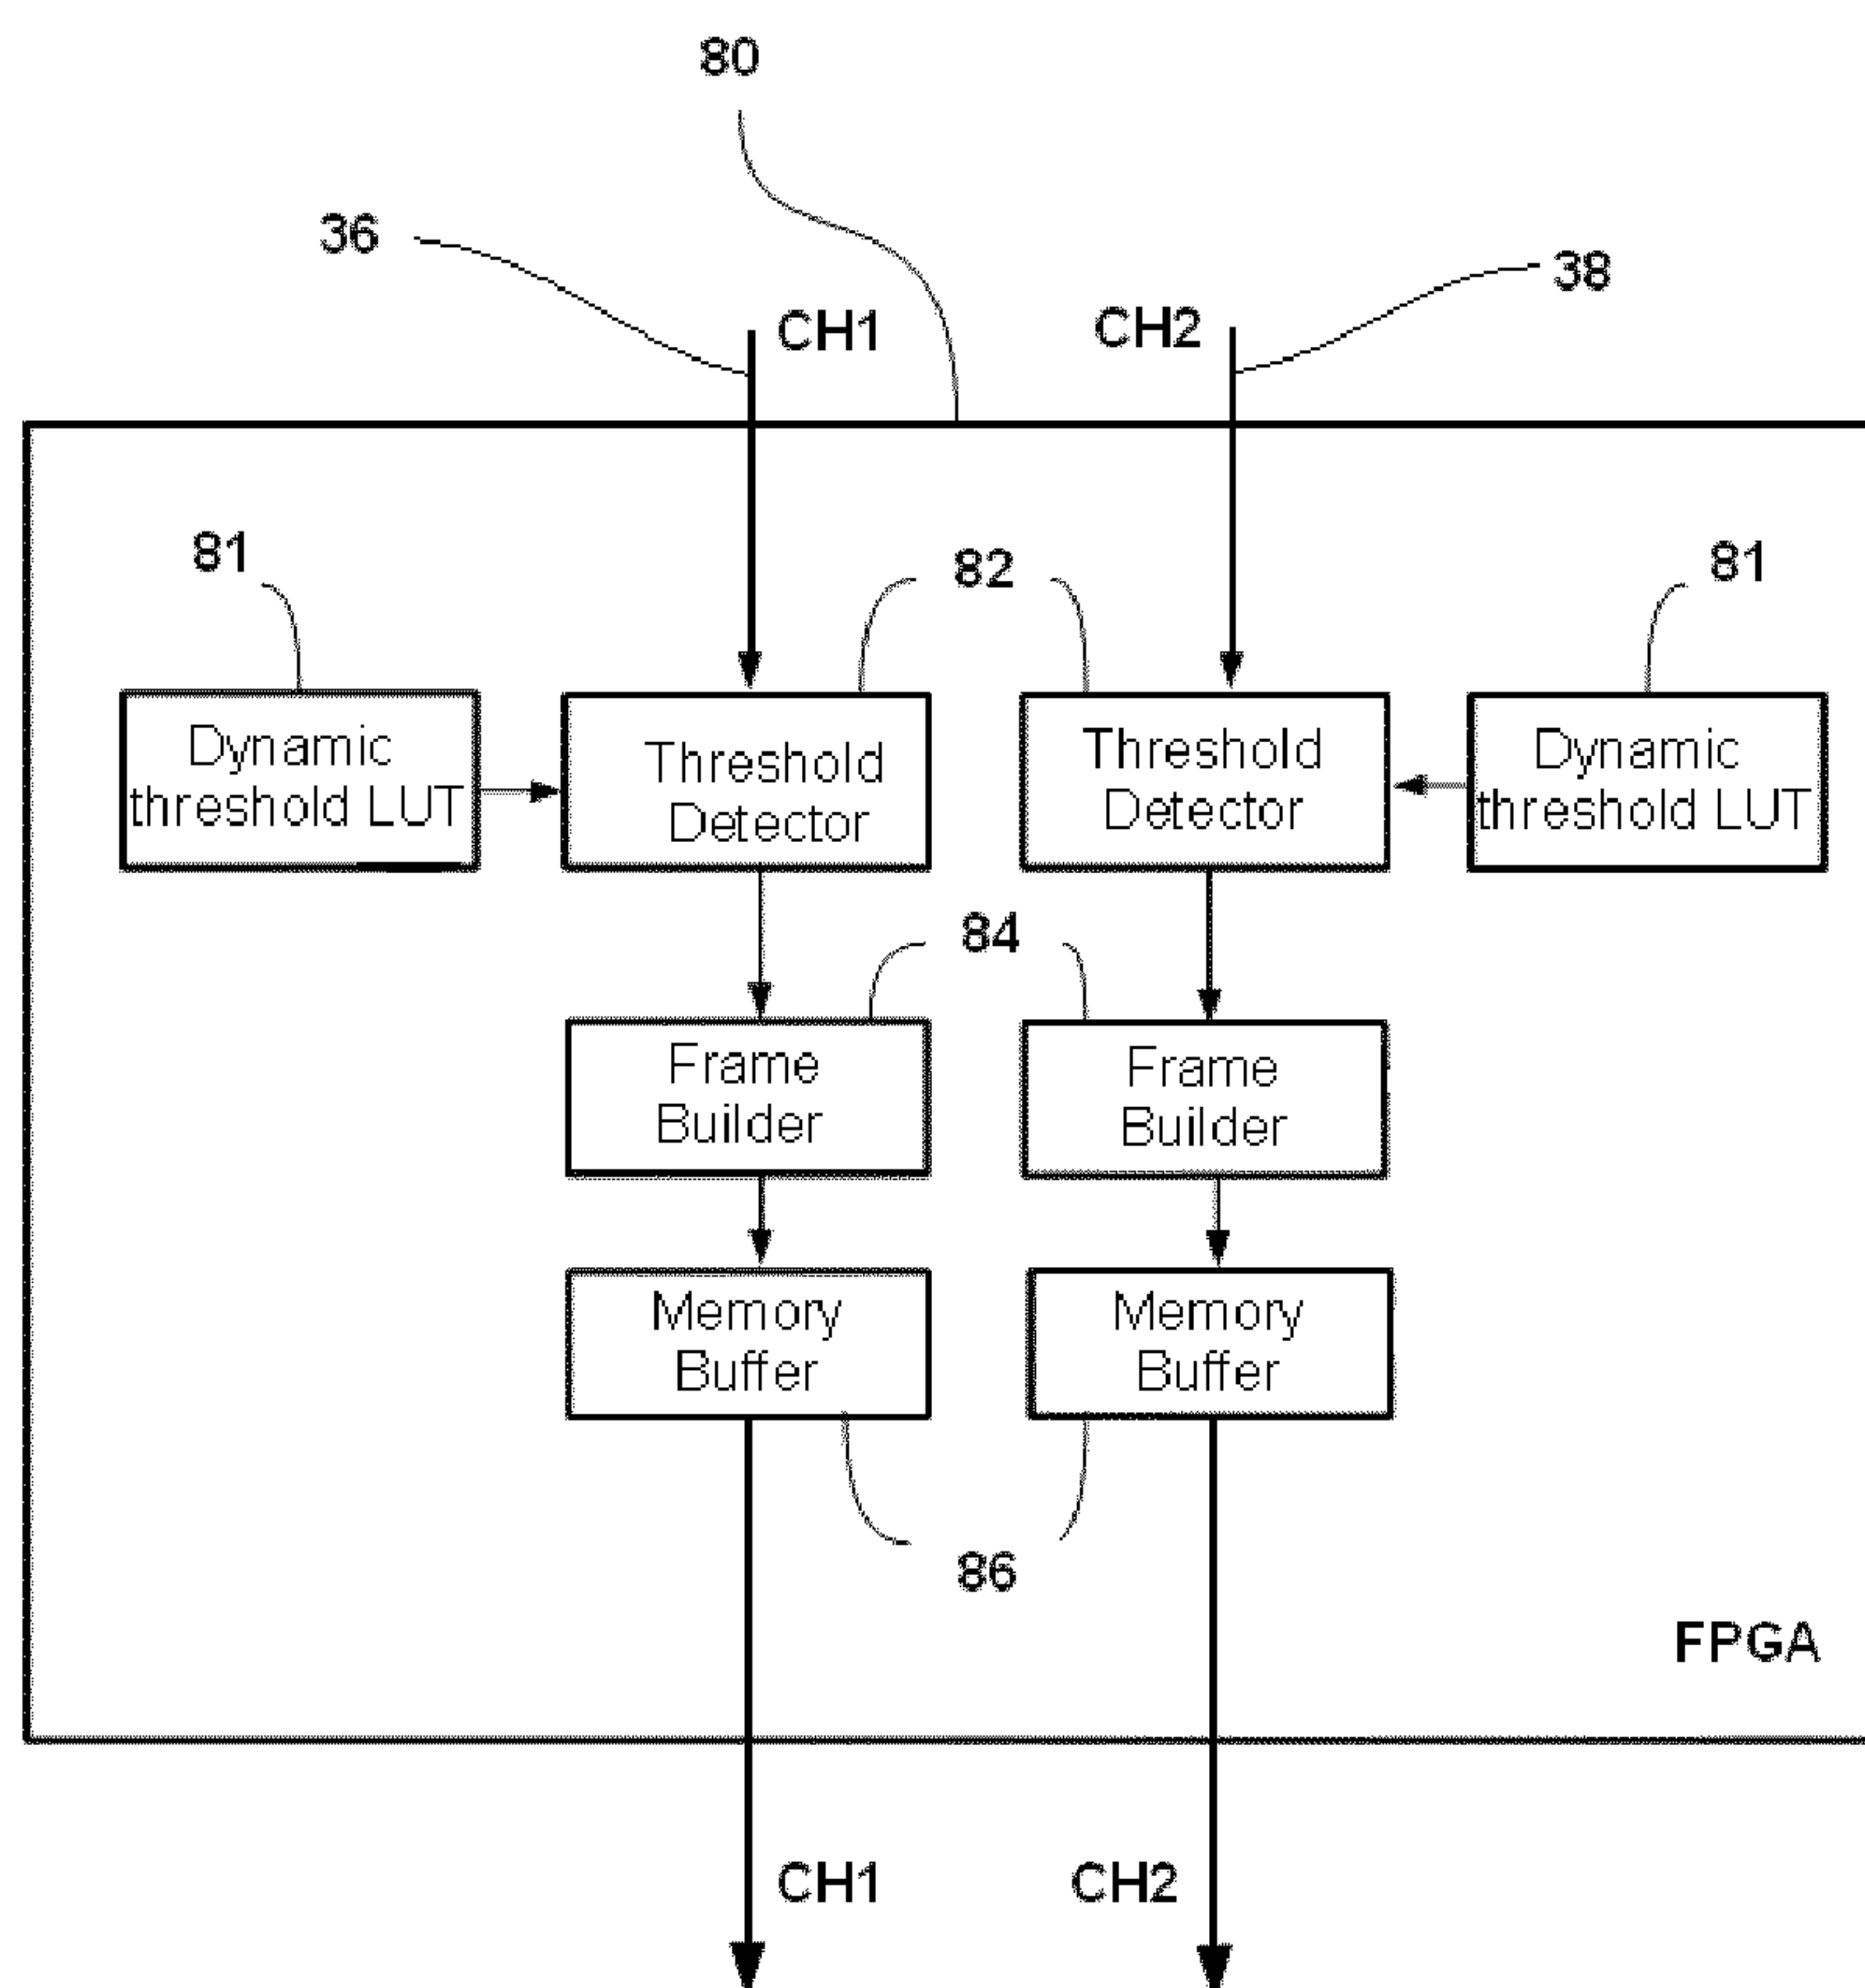 80
36
38
CH1
CH2
81
82
81
Dynamic
threshold LUT
Threshold
Detector
Threshold
Detector
Dynamic
threshold LUT
84
Frame
Builder
Frame
Builder
Memory
Buffer
Memory
Buffer
86
FPGA
CH1
CH2